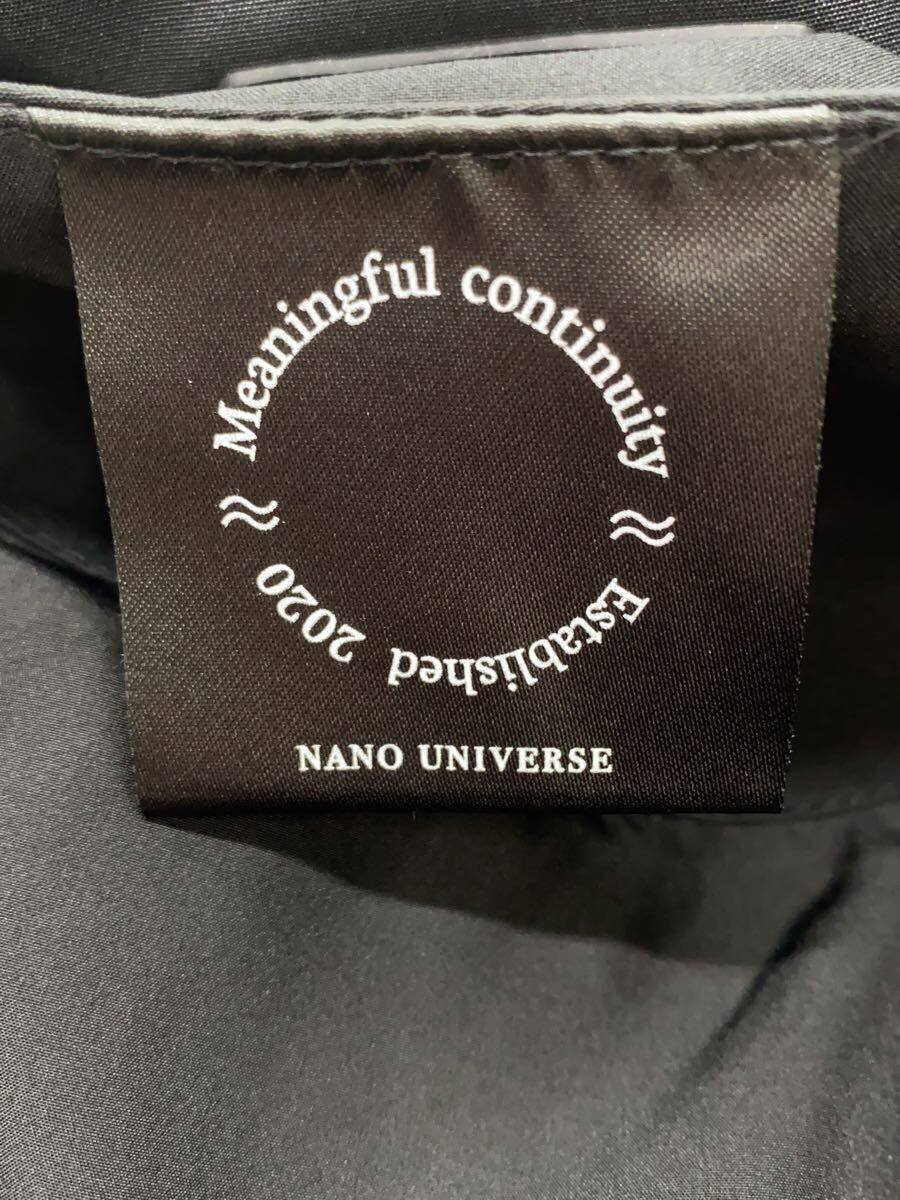 Meaningful continuity
Established 2020
NANO UNIVERSE